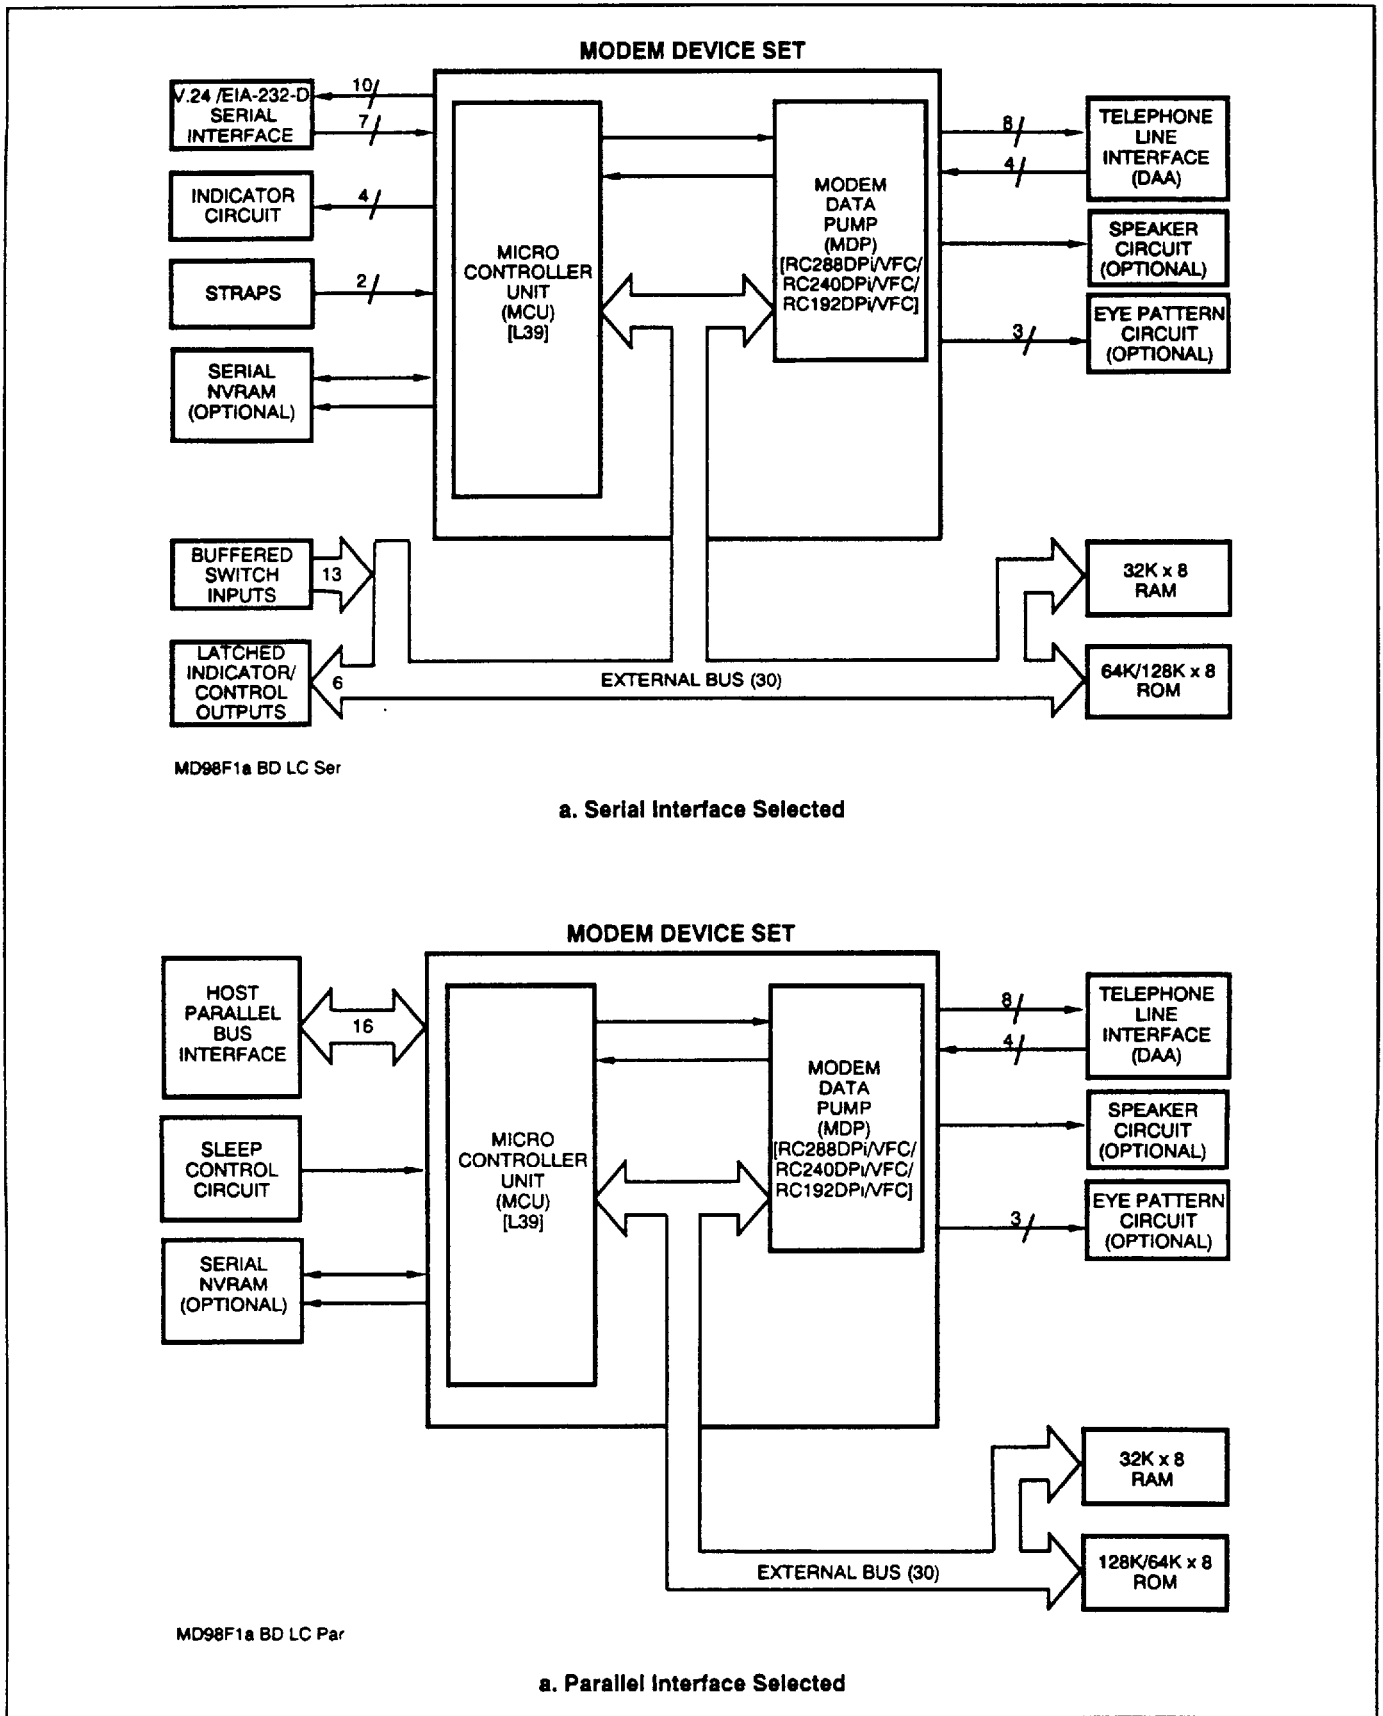 MODEM DEVICE SET
V.24 /EIA-232-D
SERIAL
INTERFACE
10
7
INDICATOR
CIRCUIT
4
STRAPS
2
SERIAL
NVRAM
(OPTIONAL)
MICRO
CONTROLLER
UNIT
(MCU)
[L39]
MODEM
DATA
PUMP
(MDP)
[RC288DPi/VFC/
RC240DPi/VFC/
RC192DPi/VFC]
8
4
TELEPHONE
LINE
INTERFACE
(DAA)
SPEAKER
CIRCUIT
(OPTIONAL)
3
EYE PATTERN
CIRCUIT
(OPTIONAL)
BUFFERED
SWITCH
INPUTS
13
LATCHED
INDICATOR/
CONTROL
OUTPUTS
6
EXTERNAL BUS (30)
32K x 8
RAM
64K/128K x 8
ROM
MD98F1a BD LC Ser
a. Serial Interface Selected
MODEM DEVICE SET
HOST
PARALLEL
BUS
INTERFACE
16
SLEEP
CONTROL
CIRCUIT
SERIAL
NVRAM
(OPTIONAL)
MICRO
CONTROLLER
UNIT
(MCU)
[L39]
MODEM
DATA
PUMP
(MDP)
[RC288DPi/VFC/
RC240DPi/VFC/
RC192DPi/VFC]
8
4
TELEPHONE
LINE
INTERFACE
(DAA)
SPEAKER
CIRCUIT
(OPTIONAL)
3
EYE PATTERN
CIRCUIT
(OPTIONAL)
32K x 8
RAM
EXTERNAL BUS (30)
128K/64K x 8
ROM
MD98F1a BD LC Par
a. Parallel Interface Selected